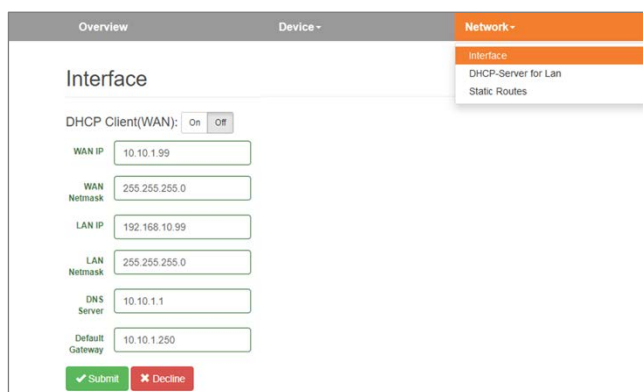 Overview Device Network
Interface
DHCP-Server for Lan
Static Routes
Interface
DHCP Client(WAN): On Off
WAN IP 10.10.1.99
WAN Netmask 255.255.255.0
LAN IP 192.168.10.99
LAN Netmask 255.255.255.0
DNS Server 10.10.1.1
Default Gateway 10.10.1.250
Submit Decline